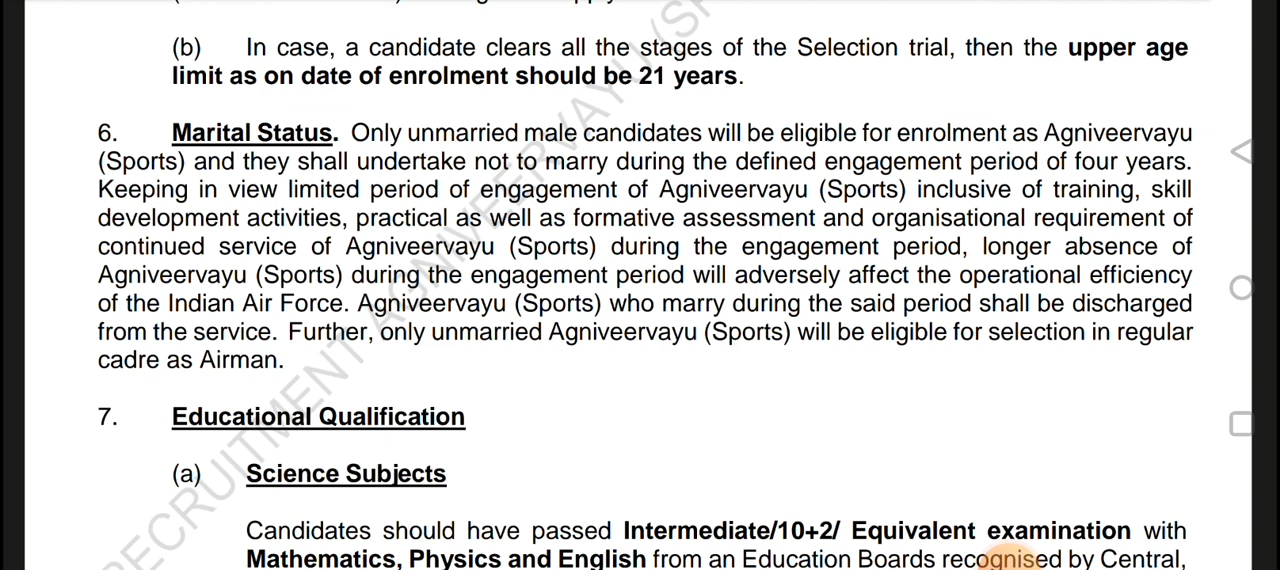 (b) In case, a candidate clears all the stages of the Selection trial, then the upper age
limit as on date of enrolment should be 21 years.
6. Marital Status. Only unmarried male candidates will be eligible for enrolment as Agniveervayu
(Sports) and they shall undertake not to marry during the defined engagement period of four years.
Keeping in view limited period of engagement of Agniveervayu (Sports) inclusive of training, skill
development activities, practical as well as formative assessment and organisational requirement of
continued service of Agniveervayu (Sports) during the engagement period, longer absence of
Agniveervayu (Sports) during the engagement period will adversely affect the operational efficiency
of the Indian Air Force. Agniveervayu (Sports) who marry during the said period shall be discharged
from the service. Further, only unmarried Agniveervayu (Sports) will be eligible for selection in regular
cadre as Airman.
7. Educational Qualification
(a) Science Subjects
Candidates should have passed Intermediate/10+2/ Equivalent examination with
Mathematics, Physics and English from an Education Boards recognised by Central,
RECRUITMENT AGNIVEERVAYU (SP